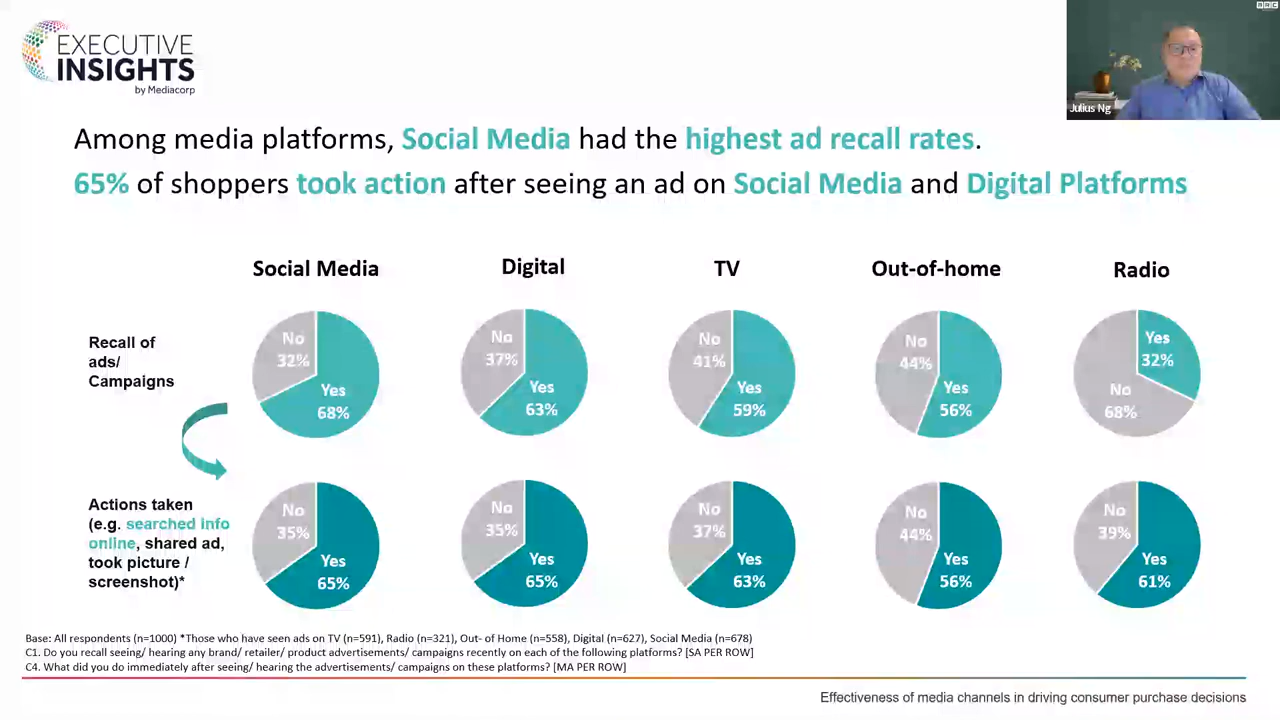 EXECUTIVE
INSIGHTS
by Mediacorp
BBC
Julius Ng
Among media platforms, Social Media had the highest ad recall rates.
65% of shoppers took action after seeing an ad on Social Media and Digital Platforms
Social Media
Digital
TV
Out-of-home
Radio
Recall of
ads/
Campaigns
No
32%
Yes
68%
No
37%
Yes
63%
No
41%
Yes
59%
No
44%
Yes
56%
Yes
32%
No
68%
Actions taken
(e.g. searched info
online, shared ad,
took picture /
screenshot)*
No
35%
Yes
65%
No
35%
Yes
65%
No
37%
Yes
63%
No
44%
Yes
56%
No
39%
Yes
61%
Base: All respondents (n=1000) *Those who have seen ads on TV (n=591), Radio (n=321), Out- of Home (n=558), Digital (n=627), Social Media (n=678)
C1. Do you recall seeing/ hearing any brand/ retailer/ product advertisements/ campaigns recently on each of the following platforms? [SA PER ROW]
C4. What did you do immediately after seeing/ hearing the advertisements/ campaigns on these platforms? [MA PER ROW]
Effectiveness of media channels in driving consumer purchase decisions